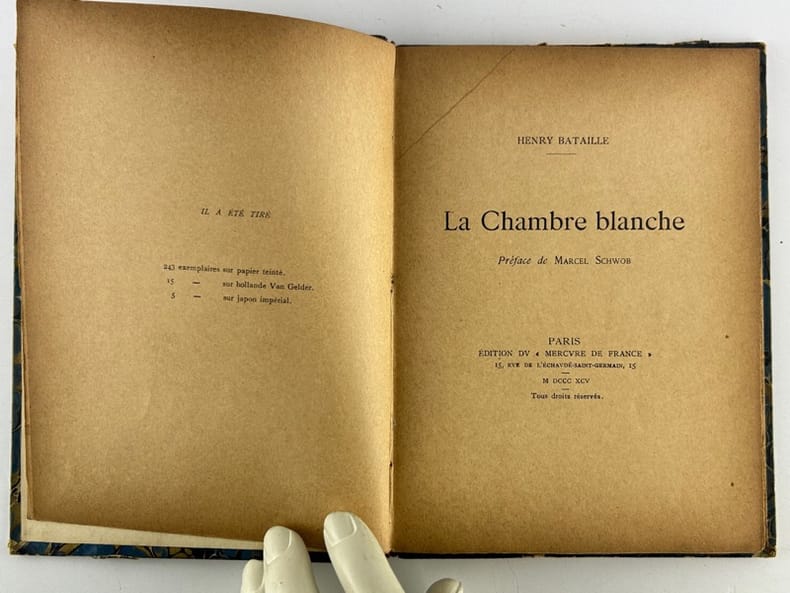 IL A ÉTÉ TIRÉ
243 exemplaires sur papier teinté.
15 — sur hollande Van Gelder.
5 — sur japon impérial.
HENRY BATAILLE
La Chambre blanche
Préface de MARCEL SCHWOB
PARIS
ÉDITION DV « MERCVRE DE FRANCE »
15, RVE DE L'ÉCHAVDÉ-SAINT-GERMAIN, 15
M DCCC XCV
Tous droits réservés.